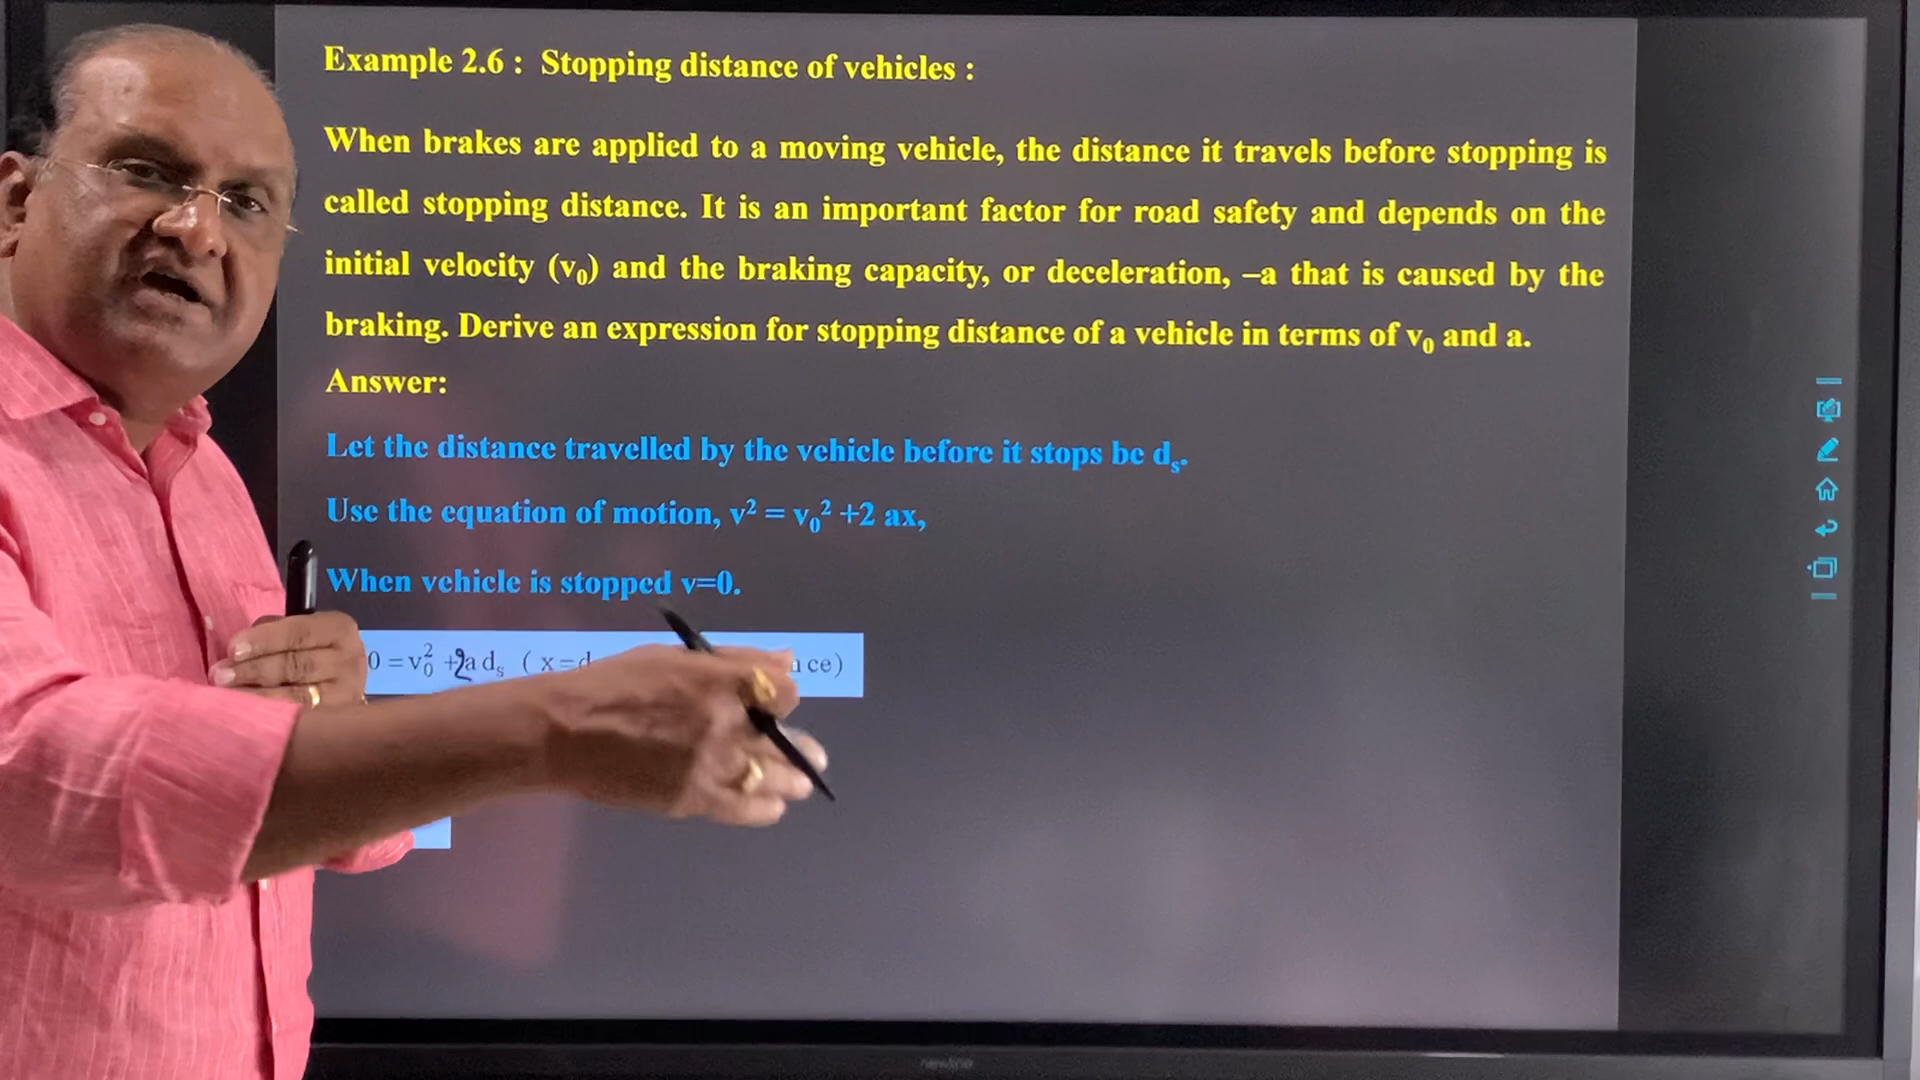 Example 2.6 : Stopping distance of vehicles :
When brakes are applied to a moving vehicle, the distance it travels before stopping is
called stopping distance. It is an important factor for road safety and depends on the
initial velocity (v₀) and the braking capacity, or deceleration, –a that is caused by the
braking. Derive an expression for stopping distance of a vehicle in terms of v₀ and a.
Answer:
Let the distance travelled by the vehicle before it stops be dₛ.
Use the equation of motion, v² = v₀² +2 ax,
When vehicle is stopped v=0.
0 = v₀² +2a dₛ ( x=d ce)